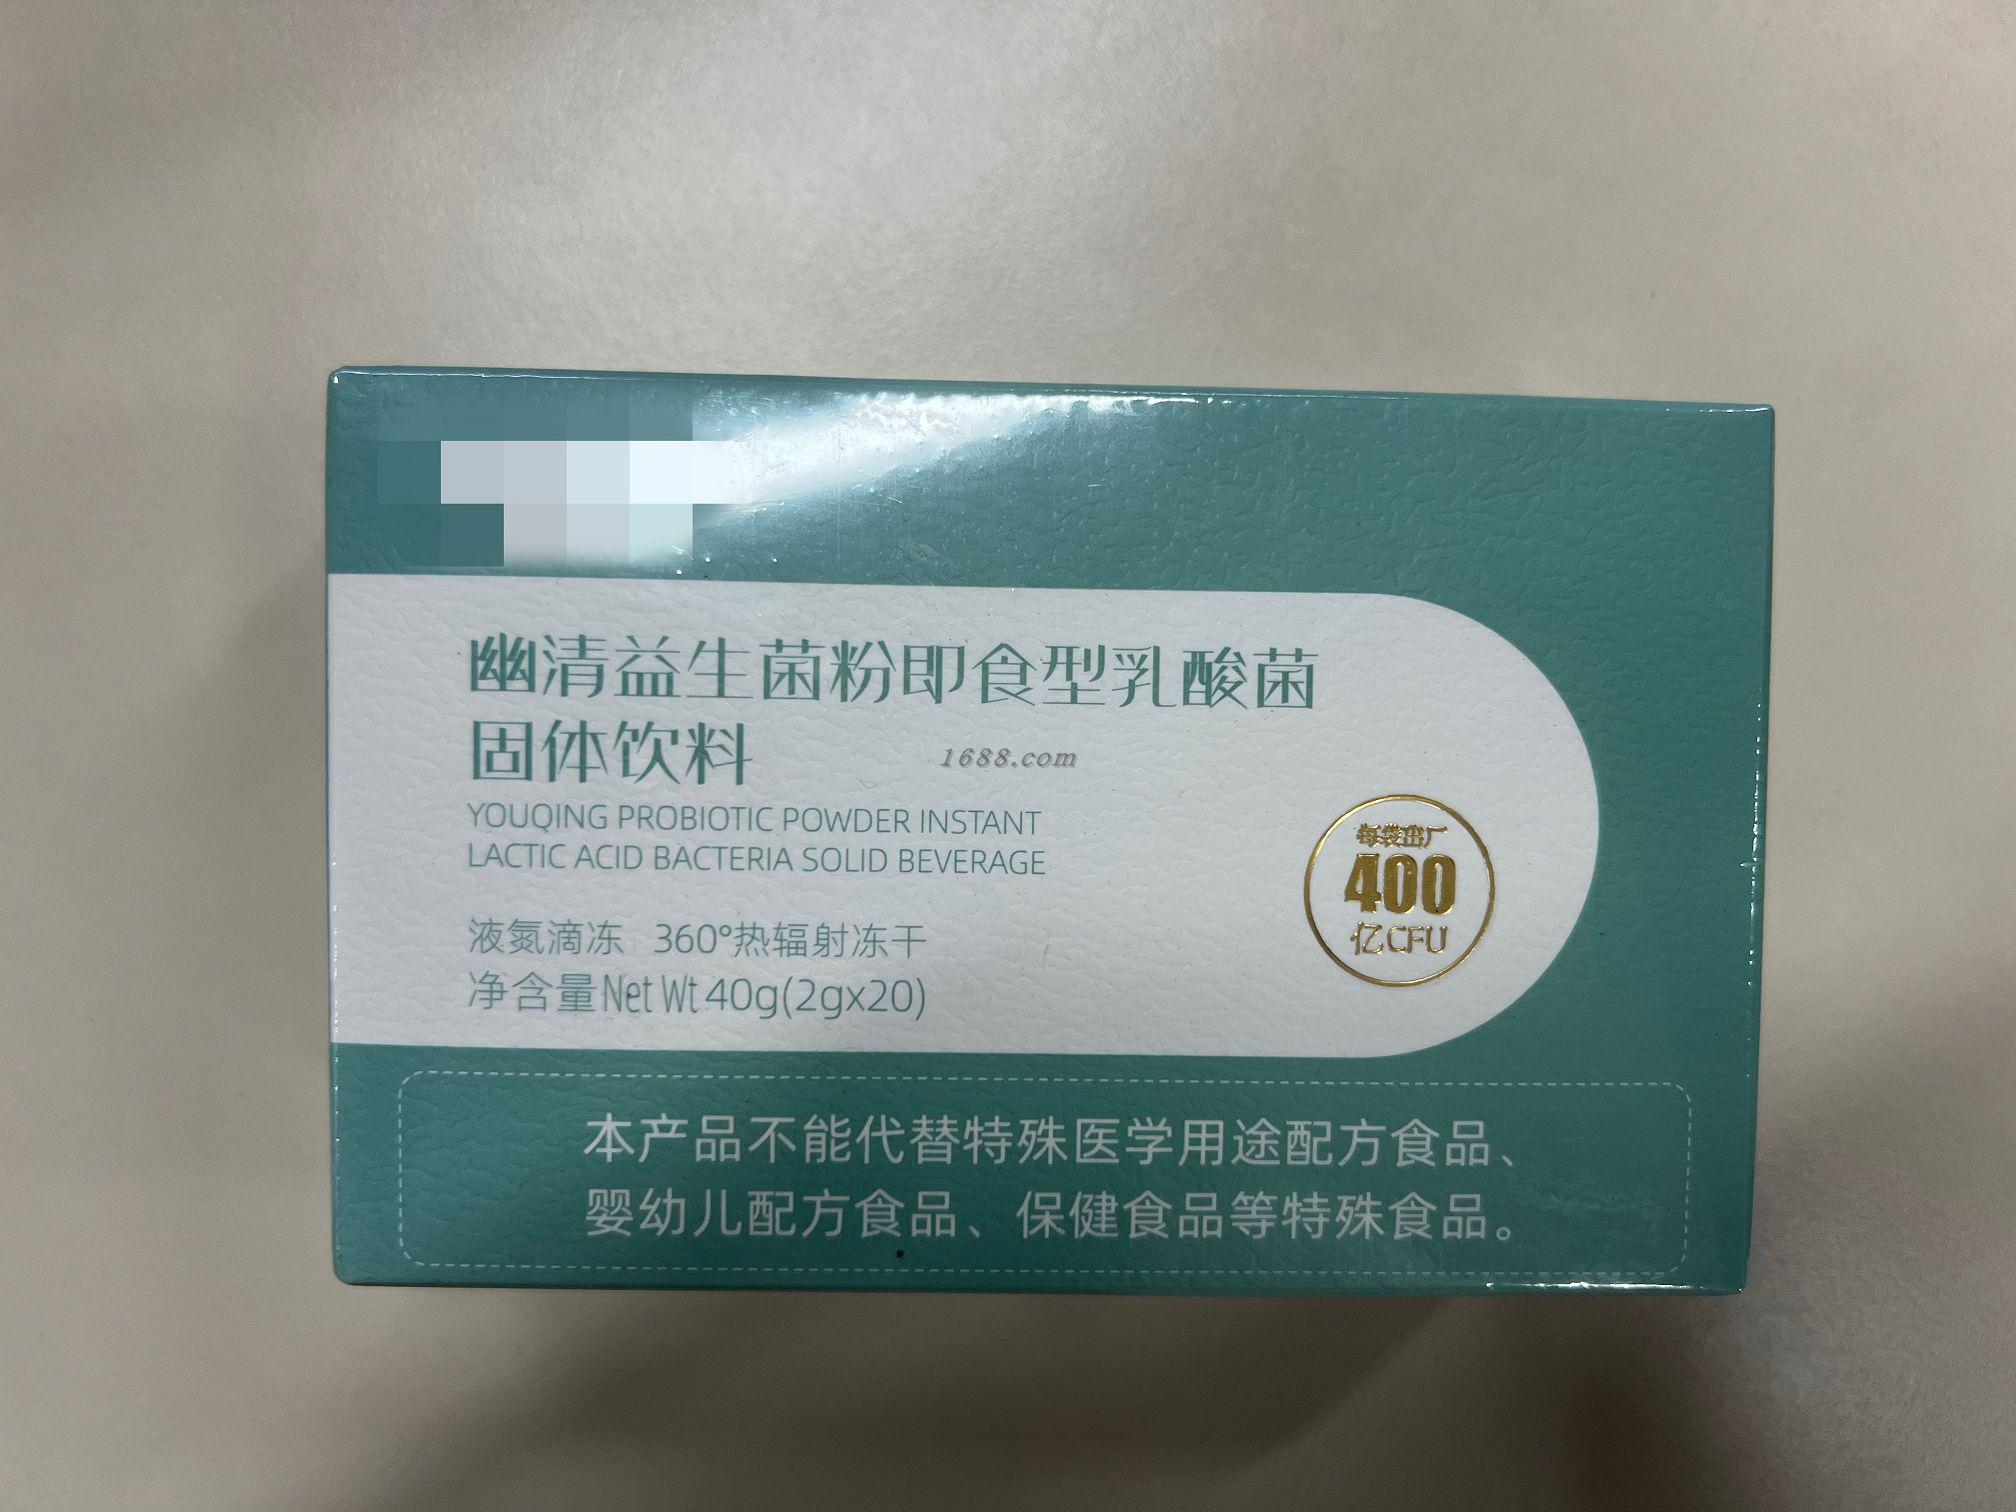 幽清益生菌粉即食型乳酸菌
固体饮料
1688.com
YOUQING PROBIOTIC POWDER INSTANT
LACTIC ACID BACTERIA SOLID BEVERAGE
每袋出厂
400
亿CFU
液氮滴冻 360°热辐射冻干
净含量Net Wt 40g(2gx20)
本产品不能代替特殊医学用途配方食品、
婴幼儿配方食品、保健食品等特殊食品。